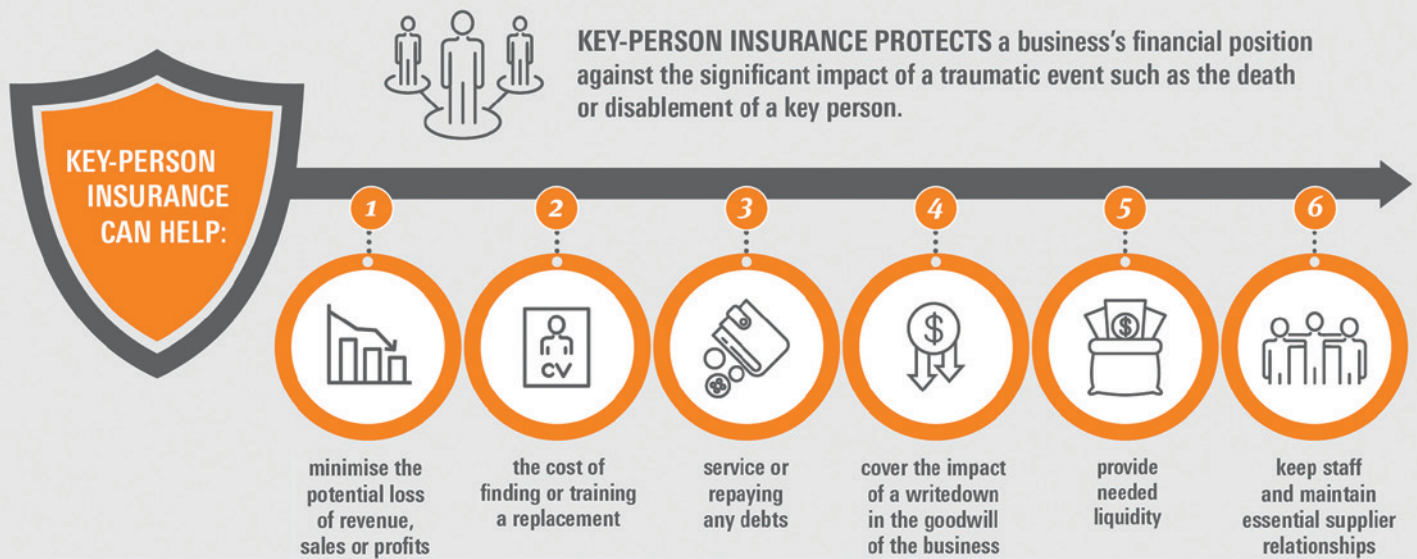 KEY-PERSON INSURANCE PROTECTS a business's financial position
against the significant impact of a traumatic event such as the death
or disablement of a key person.
KEY-PERSON
INSURANCE
CAN HELP:
1
minimise the
potential loss
of revenue,
sales or profits
2
CV
the cost of
finding or training
a replacement
3
service or
repaying
any debts
4
$
cover the impact
of a writedown
in the goodwill
of the business
5
$
provide
needed
liquidity
6
keep staff
and maintain
essential supplier
relationships